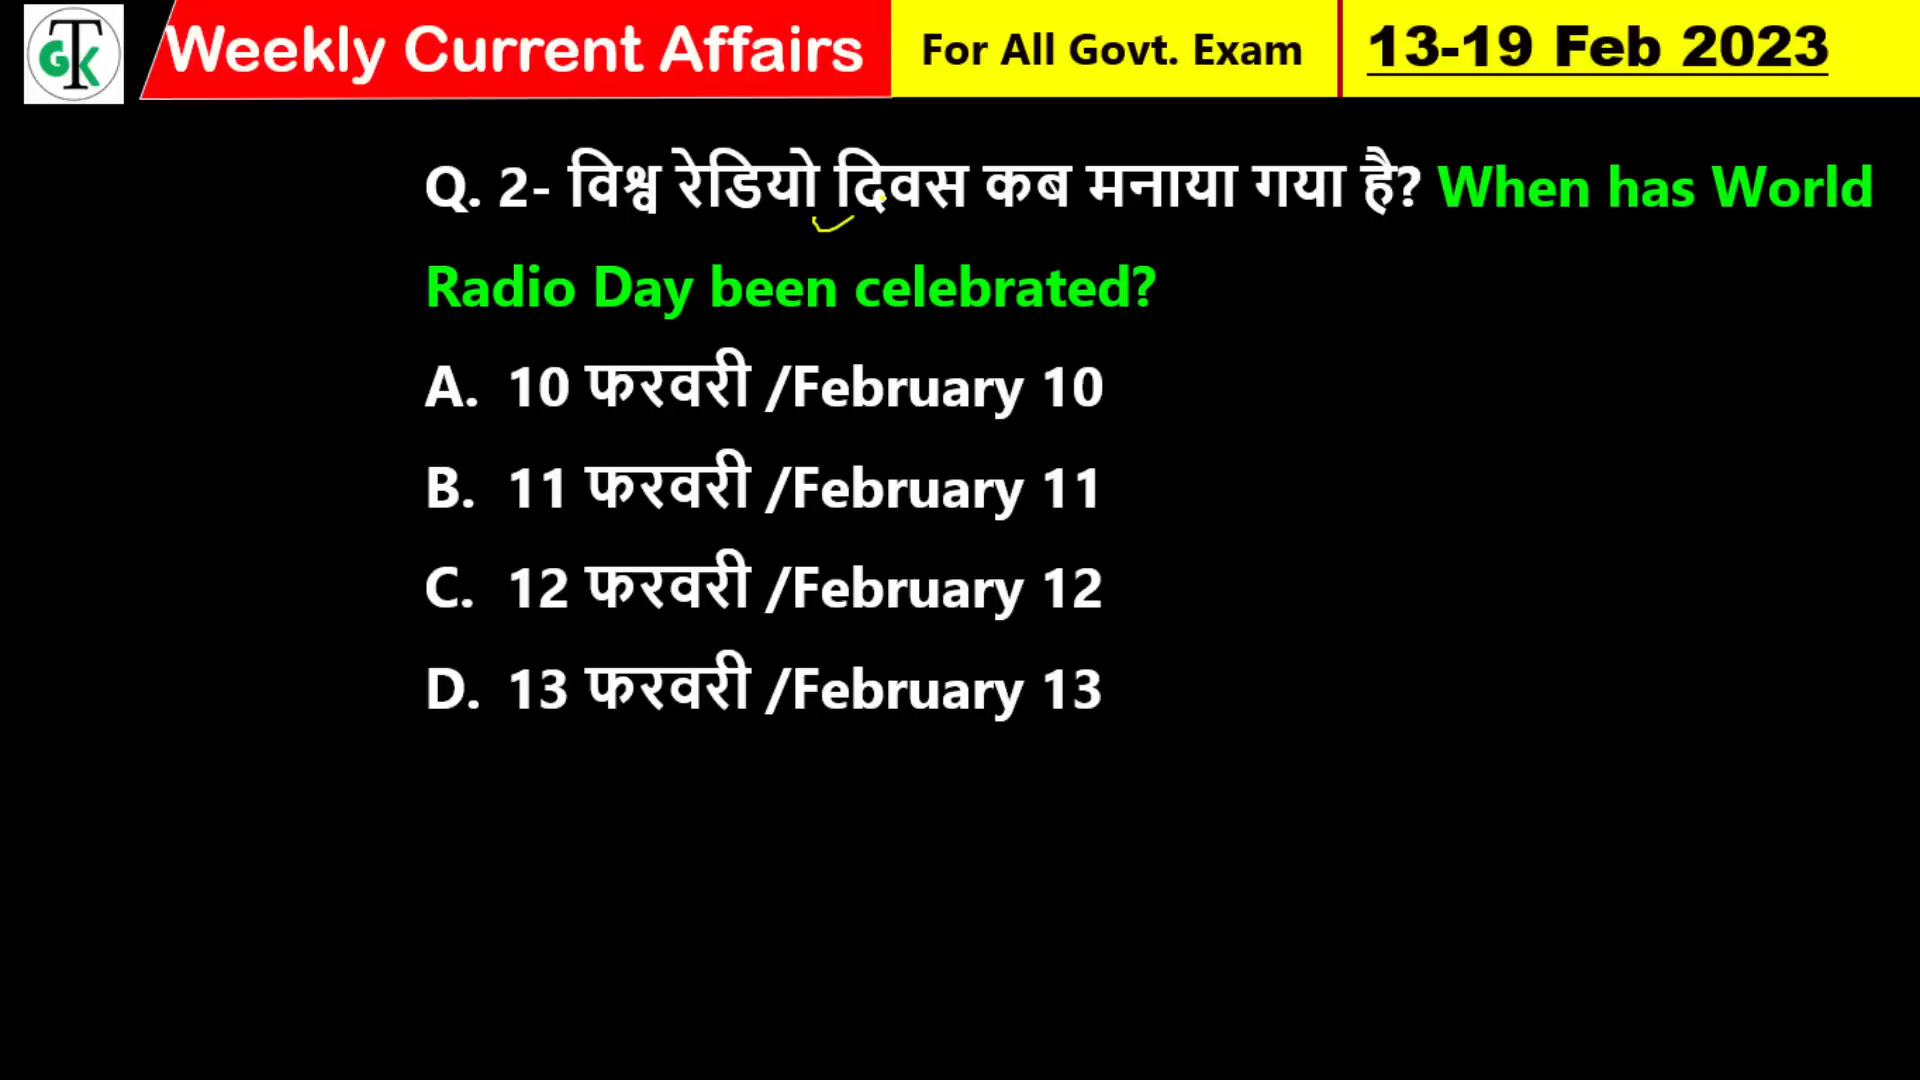 GTK
Weekly Current Affairs
For All Govt. Exam
13-19 Feb 2023
Q. 2- विश्व रेडियो दिवस कब मनाया गया है? When has World
Radio Day been celebrated?
A. 10 फरवरी /February 10
B. 11 फरवरी /February 11
C. 12 फरवरी /February 12
D. 13 फरवरी /February 13